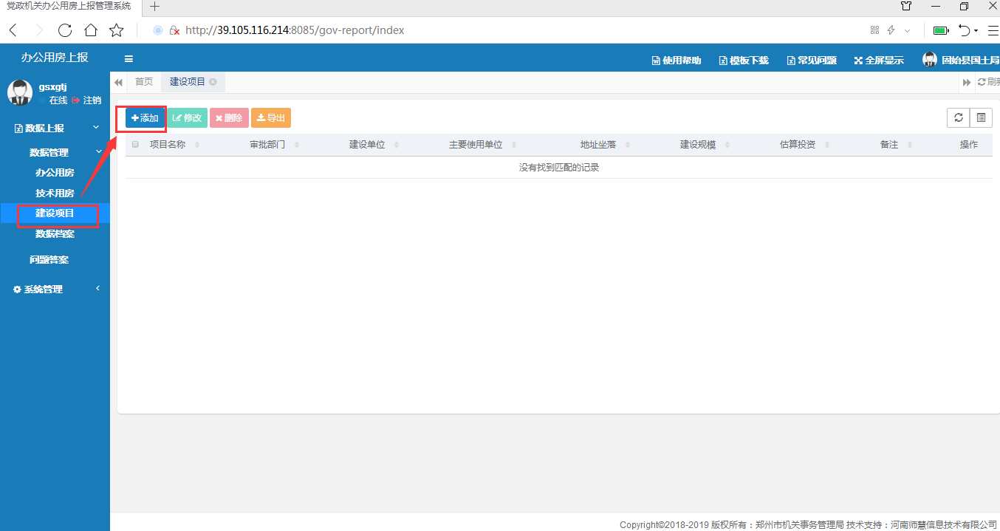 党政机关办公用房上报管理系统
http://39.105.116.214:8085/gov-report/index
办公用房上报
使用帮助 模板下载 常见问题 全屏显示 固始县国土局
gsxgtj
在线 注销
首页 建设项目
数据上报
数据管理
办公用房
技术用房
建设项目
数据档案
问题答案
系统管理
添加 修改 删除 导出
项目名称 审批部门 建设单位 主要使用单位 地址坐落 建设规模 估算投资 备注 操作
没有找到匹配的记录
Copyright©2018-2019 版权所有：郑州市机关事务管理局 技术支持：河南师慧信息技术有限公司